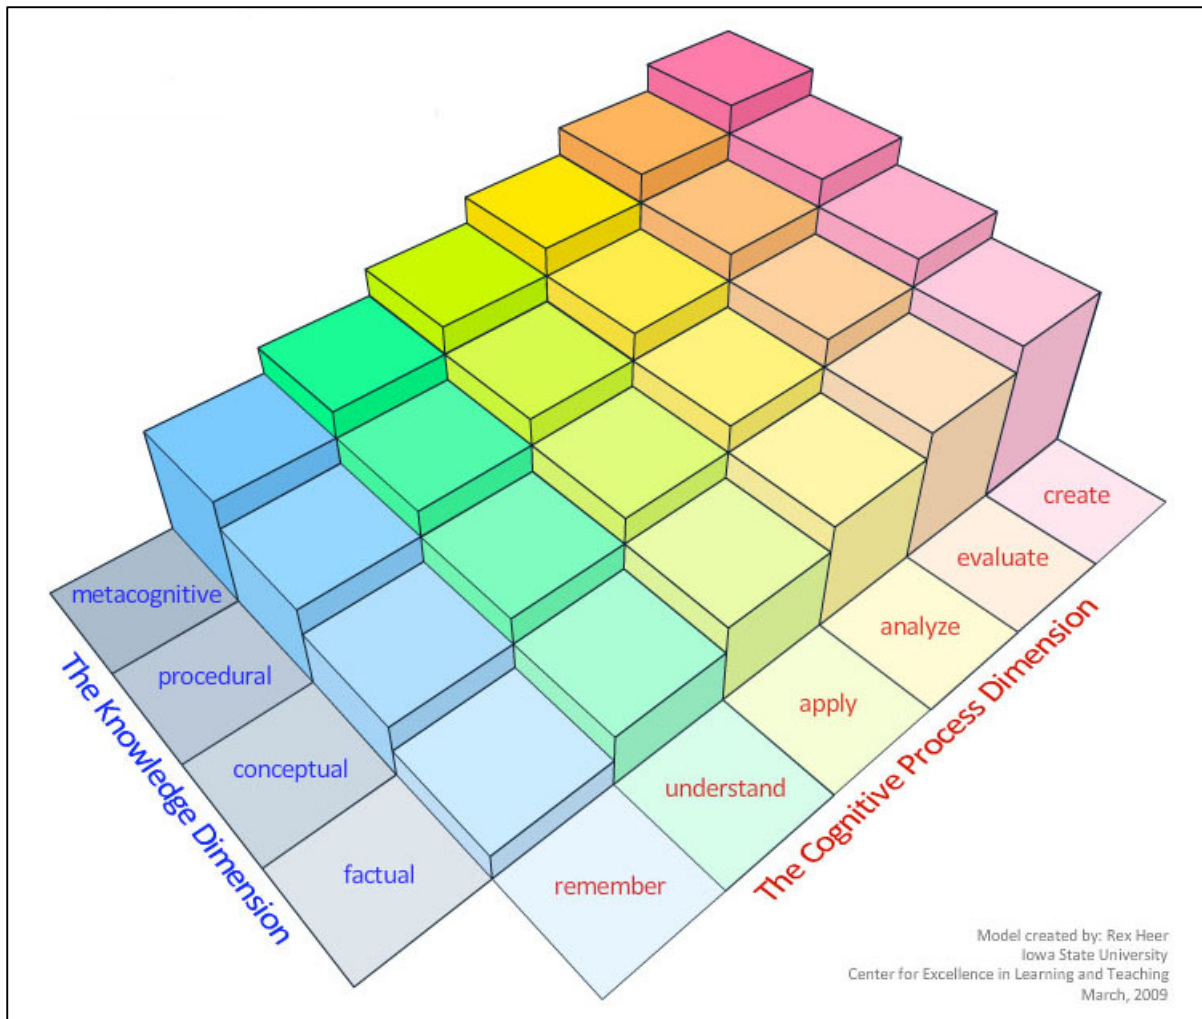 metacognitive
procedural
conceptual
factual
The Knowledge Dimension
remember
understand
apply
analyze
evaluate
create
The Cognitive Process Dimension
Model created by: Rex Heer
Iowa State University
Center for Excellence in Learning and Teaching
March, 2009